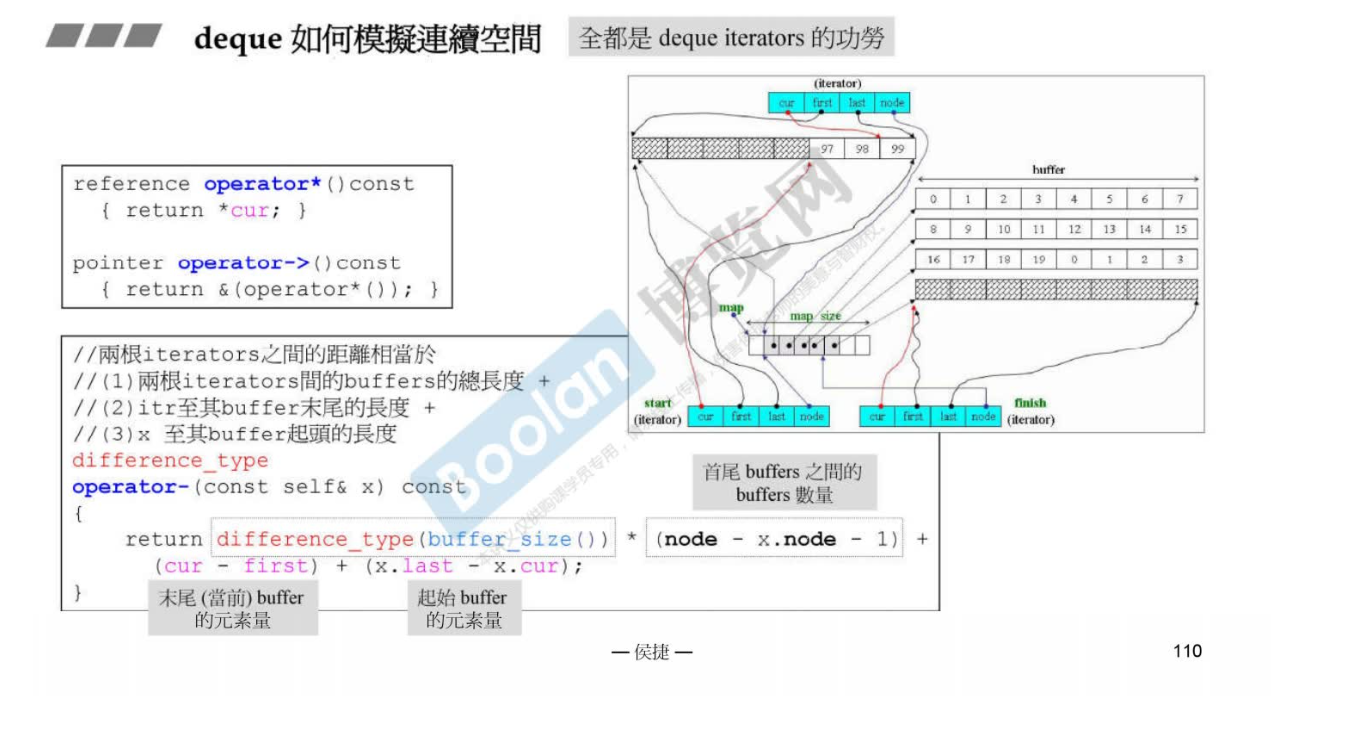 deque 如何模擬連續空間
全都是 deque iterators 的功勞
reference operator*()const
{ return *cur; }
pointer operator->()const
{ return &(operator*()); }
(iterator)
cur first last node
97 98 99
buffer
0 1 2 3 4 5 6 7
8 9 10 11 12 13 14 15
16 17 18 19 0 1 2 3
map
map size
start
(iterator)
cur first last node
cur first last node
finish
(iterator)
//兩根iterators之間的距離相當於
//(1)兩根iterators間的buffers的總長度 +
//(2)itr至其buffer末尾的長度 +
//(3)x 至其buffer起頭的長度
difference_type
operator-(const self& x) const
{
return difference_type(buffer_size()) * (node - x.node - 1) +
(cur - first) + (x.last - x.cur);
}
首尾 buffers 之間的
buffers 數量
末尾 (當前) buffer
的元素量
起始 buffer
的元素量
Boolan
博览网
— 侯捷 —
110